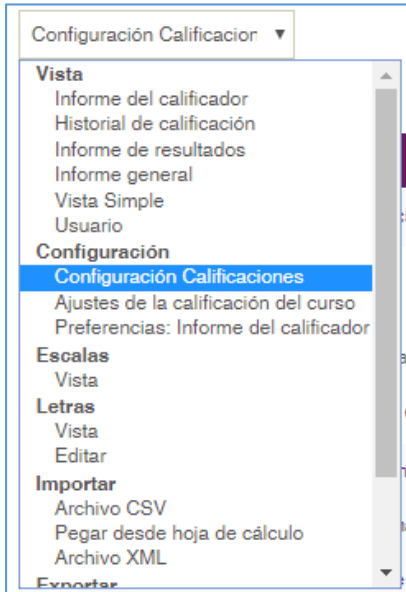 Configuración Calificacion
Vista
Informe del calificador
Historial de calificación
Informe de resultados
Informe general
Vista Simple
Usuario
Configuración
Configuración Calificaciones
Ajustes de la calificación del curso
Preferencias: Informe del calificador
Escalas
Vista
Letras
Vista
Editar
Importar
Archivo CSV
Pegar desde hoja de cálculo
Archivo XML
Exportar